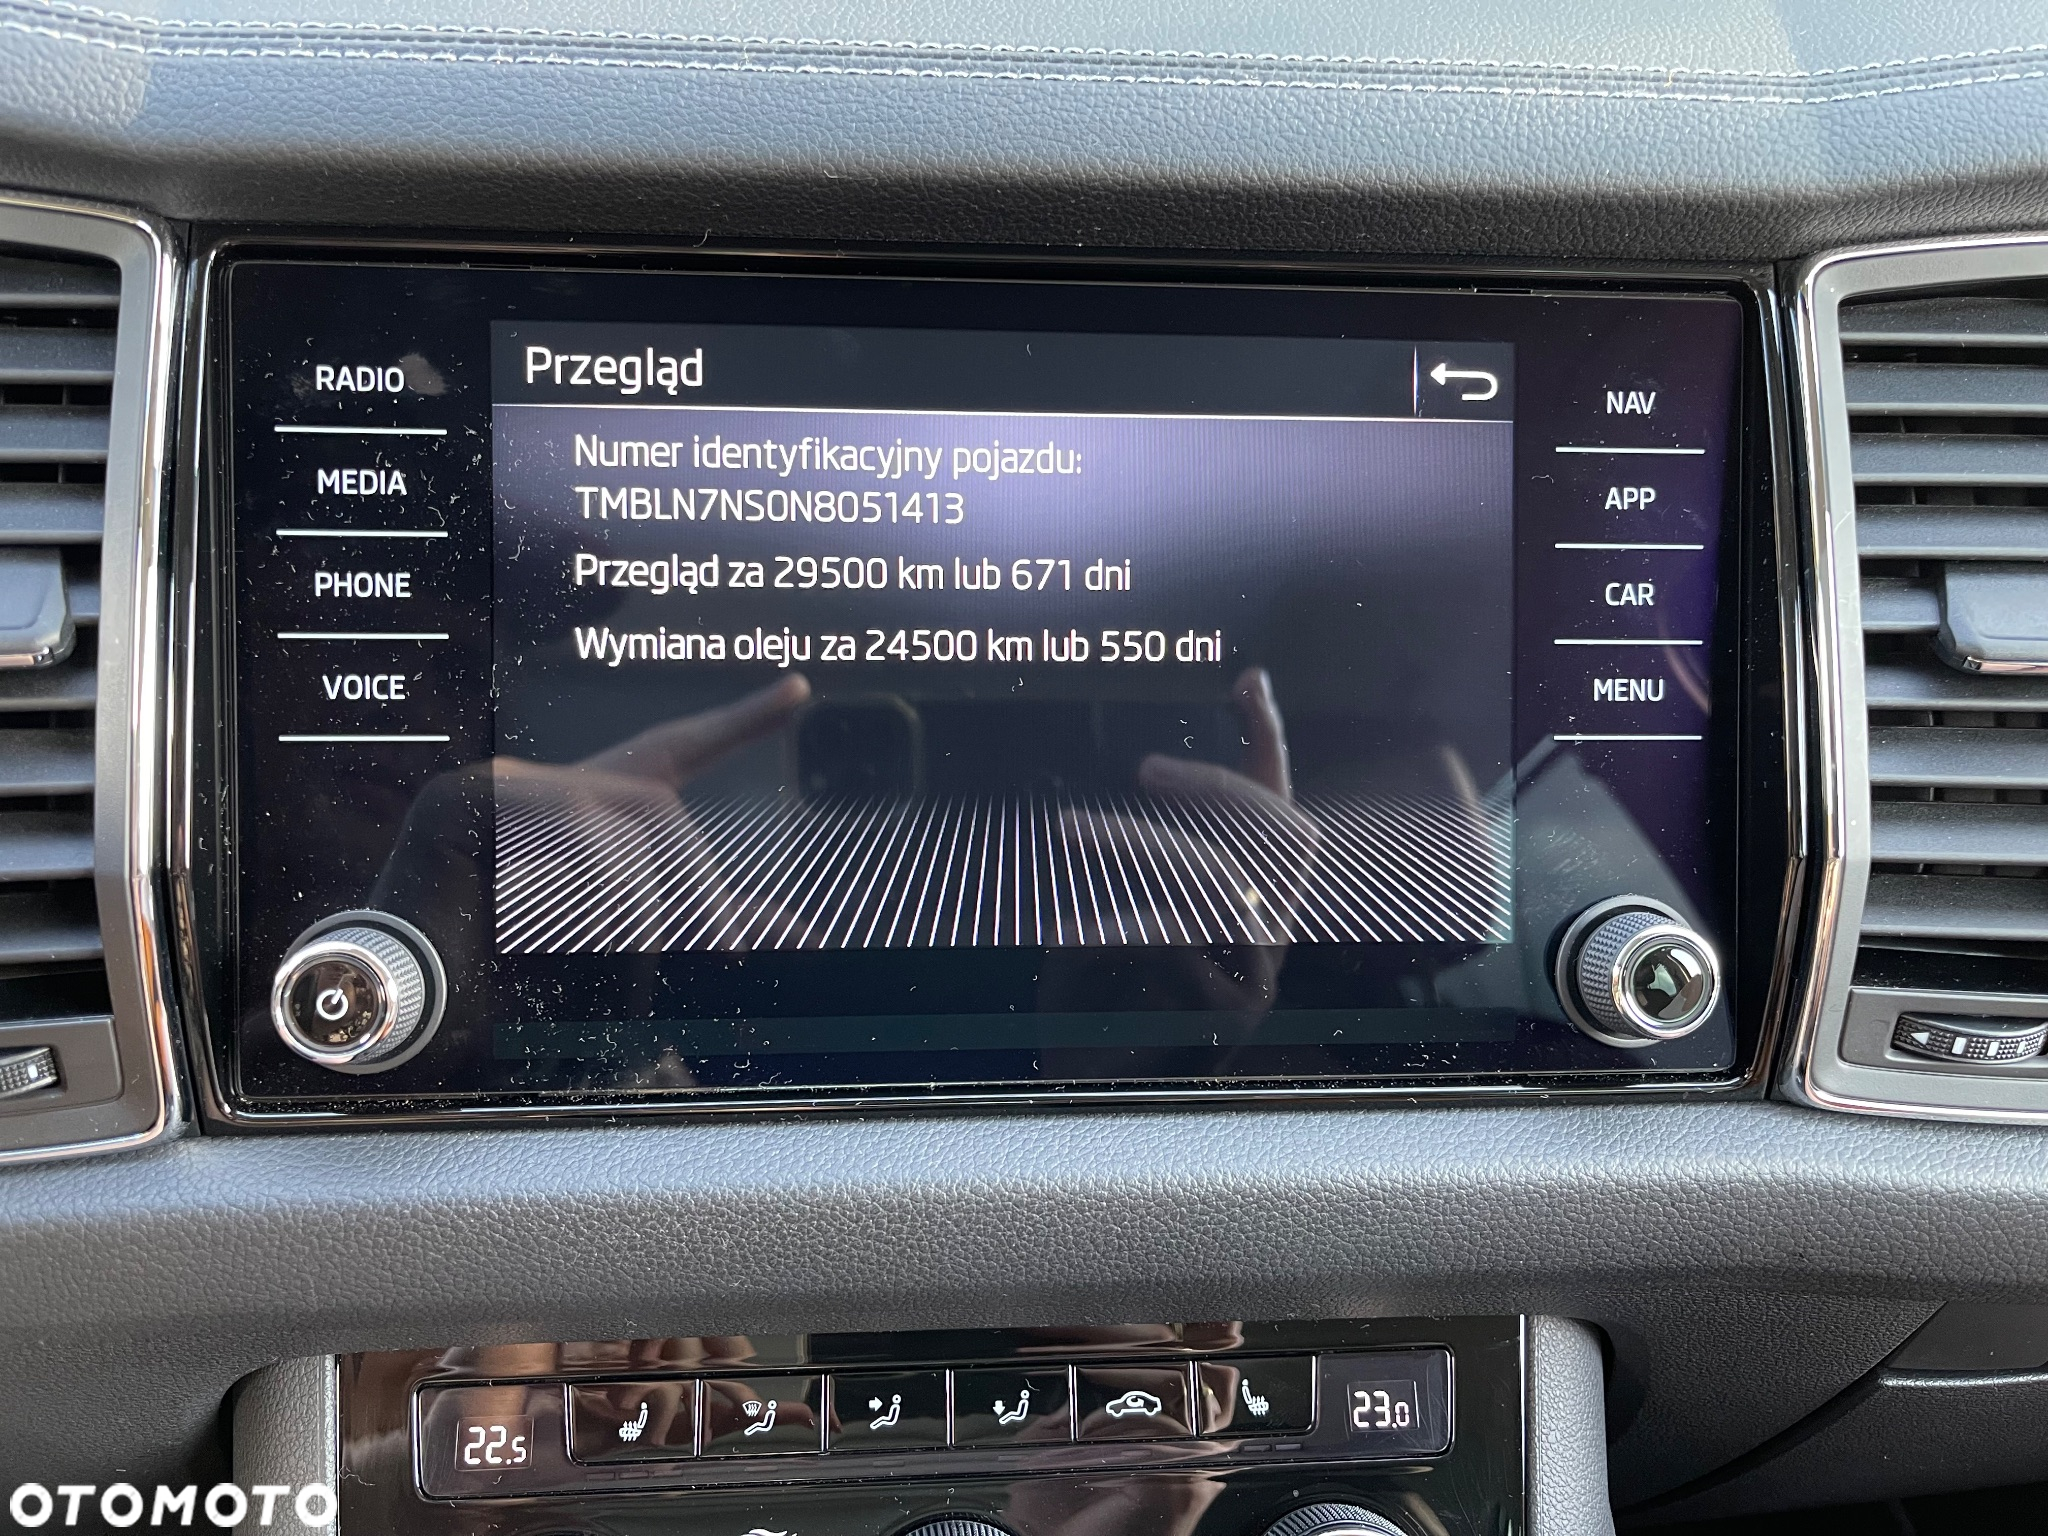 Przegląd
RADIO
MEDIA
PHONE
VOICE
Numer identyfikacyjny pojazdu:
TMBLN7NS0N8051413
Przegląd za 29500 km lub 671 dni
Wymiana oleju za 24500 km lub 550 dni
NAV
APP
CAR
MENU
22.5
23.0
OTOMOTO